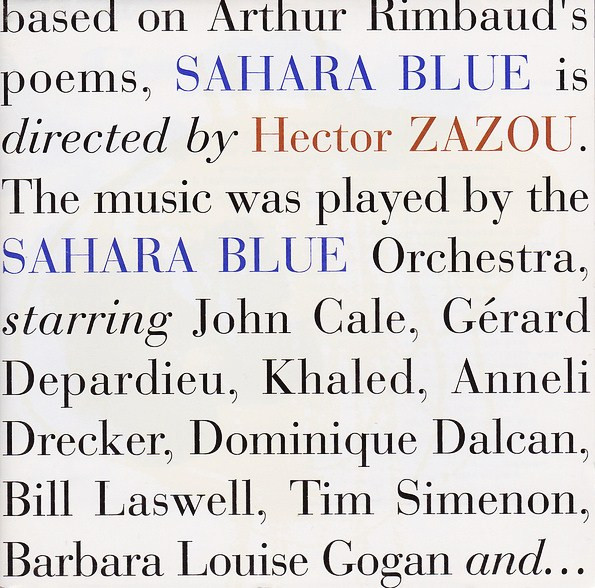 based on Arthur Rimbaud's
poems, SAHARA BLUE is
directed by Hector ZAZOU.
The music was played by the
SAHARA BLUE Orchestra,
starring John Cale, Gérard
Depardieu, Khaled, Anneli
Drecker, Dominique Dalcan,
Bill Laswell, Tim Simenon,
Barbara Louise Gogan and...